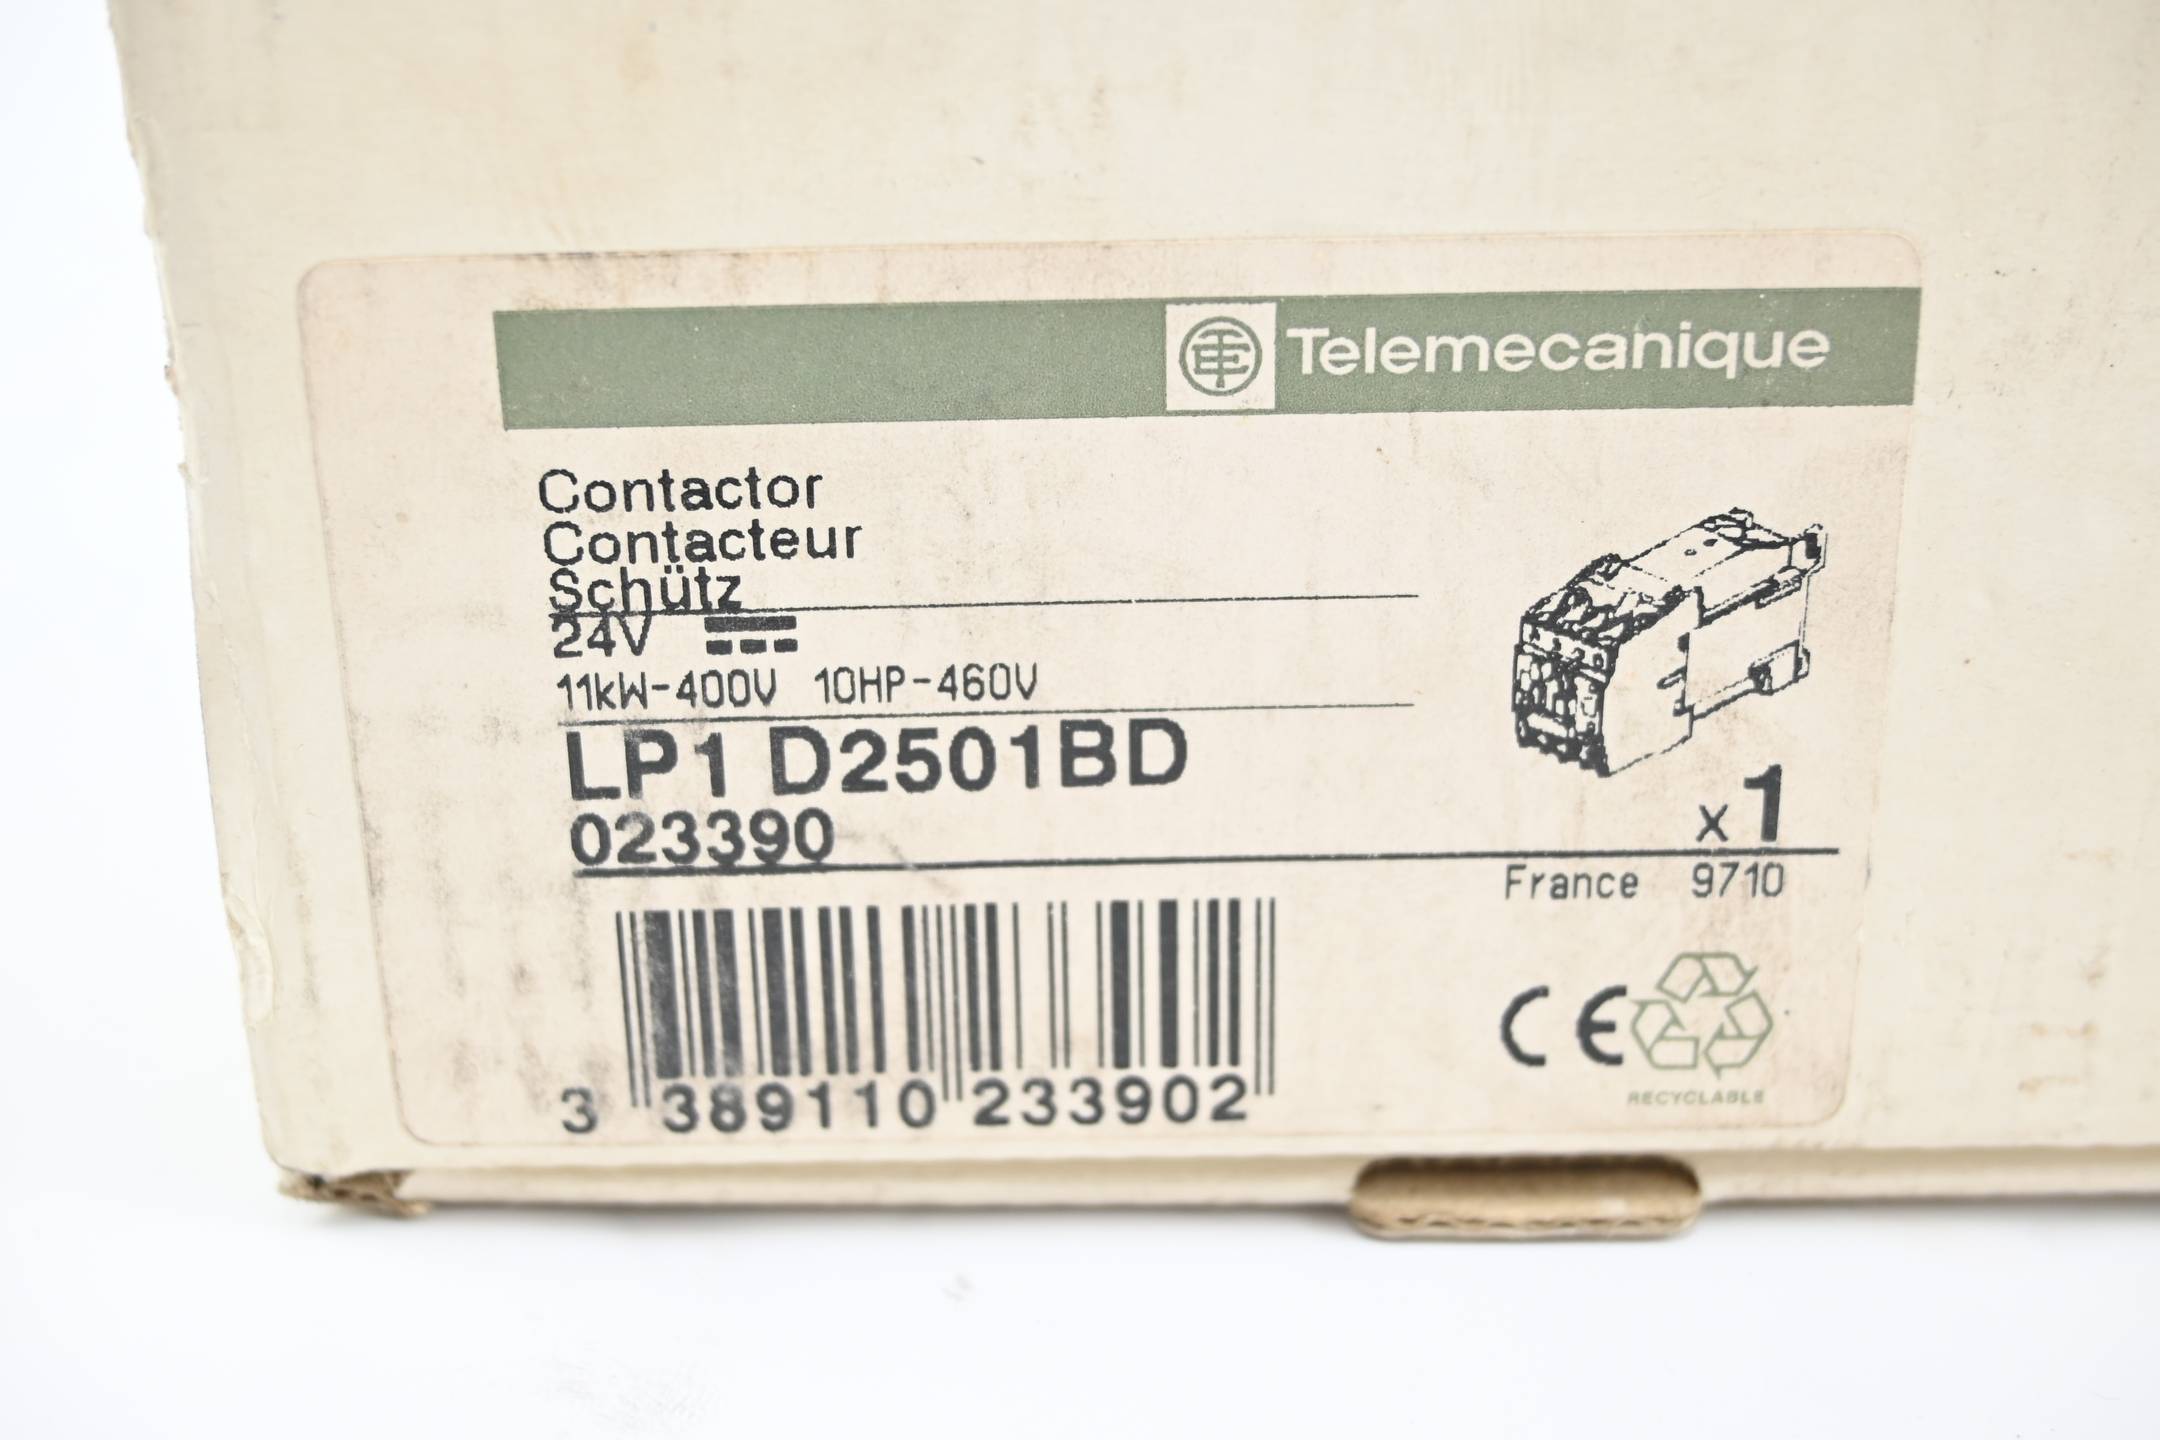 Telemecanique
Contactor
Contacteur
Schütz
24V
11kW-400V 10HP-460V
LP1 D2501BD
023390
x 1
France 9710
3 389110 233902
CE
RECYCLABLE